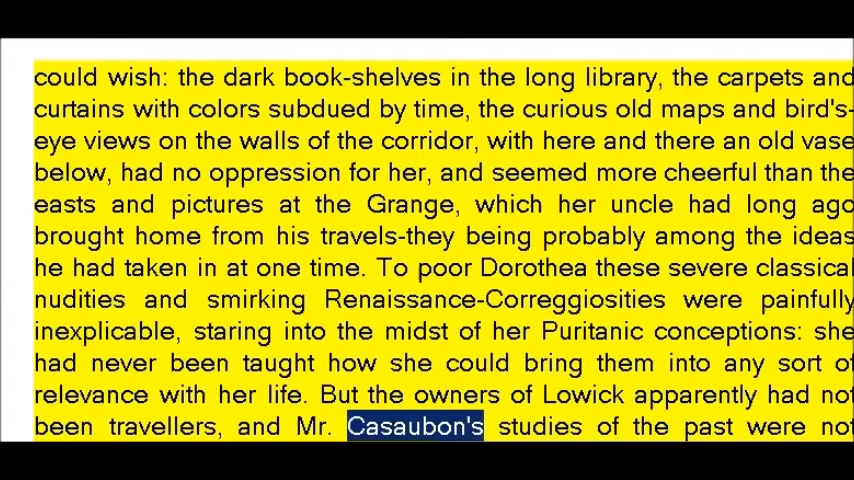 could wish: the dark book-shelves in the long library, the carpets and
curtains with colors subdued by time, the curious old maps and bird's-
eye views on the walls of the corridor, with here and there an old vase
below, had no oppression for her, and seemed more cheerful than the
easts and pictures at the Grange, which her uncle had long ago
brought home from his travels-they being probably among the ideas
he had taken in at one time. To poor Dorothea these severe classical
nudities and smirking Renaissance-Correggiosities were painfully
inexplicable, staring into the midst of her Puritanic conceptions: she
had never been taught how she could bring them into any sort of
relevance with her life. But the owners of Lowick apparently had not
been travellers, and Mr. Casaubon's studies of the past were not